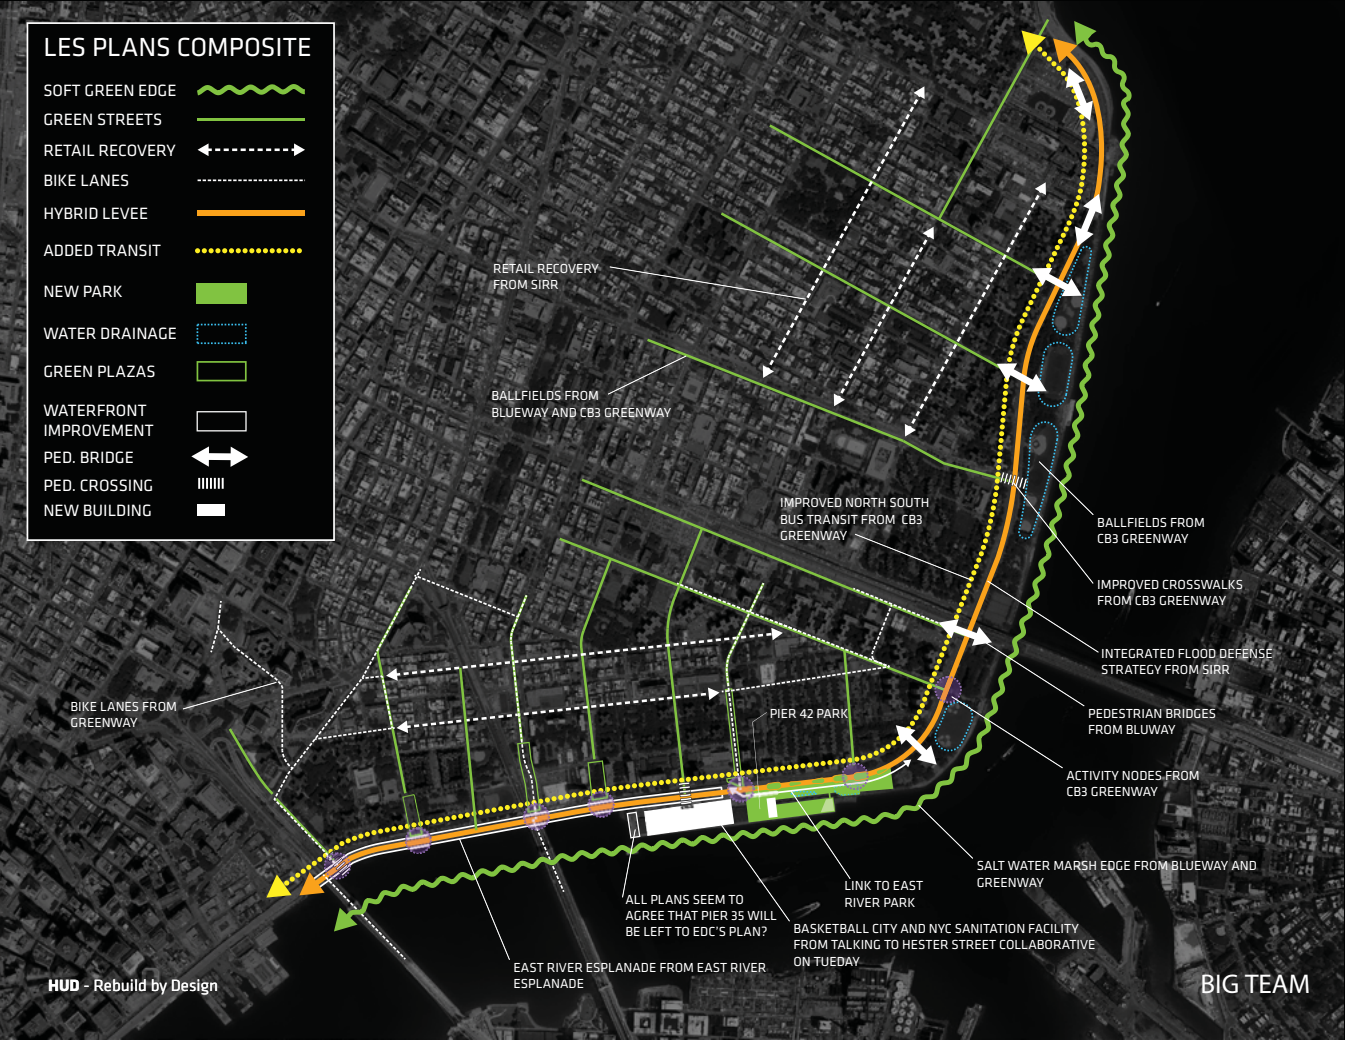 LES PLANS COMPOSITE
SOFT GREEN EDGE
GREEN STREETS
RETAIL RECOVERY
BIKE LANES
HYBRID LEVEE
ADDED TRANSIT
NEW PARK
WATER DRAINAGE
GREEN PLAZAS
WATERFRONT
IMPROVEMENT
PED. BRIDGE
PED. CROSSING
NEW BUILDING
RETAIL RECOVERY
FROM SIRR
BALLFIELDS FROM
BLUEWAY AND CB3 GREENWAY
IMPROVED NORTH SOUTH
BUS TRANSIT FROM CB3
GREENWAY
BALLFIELDS FROM
CB3 GREENWAY
IMPROVED CROSSWALKS
FROM CB3 GREENWAY
INTEGRATED FLOOD DEFENSE
STRATEGY FROM SIRR
BIKE LANES FROM
GREENWAY
PIER 42 PARK
PEDESTRIAN BRIDGES
FROM BLUWAY
ACTIVITY NODES FROM
CB3 GREENWAY
SALT WATER MARSH EDGE FROM BLUEWAY AND
GREENWAY
LINK TO EAST
RIVER PARK
ALL PLANS SEEM TO
AGREE THAT PIER 35 WILL
BE LEFT TO EDC'S PLAN?
BASKETBALL CITY AND NYC SANITATION FACILITY
FROM TALKING TO HESTER STREET COLLABORATIVE
ON TUEDAY
EAST RIVER ESPLANADE FROM EAST RIVER
ESPLANADE
HUD - Rebuild by Design
BIG TEAM